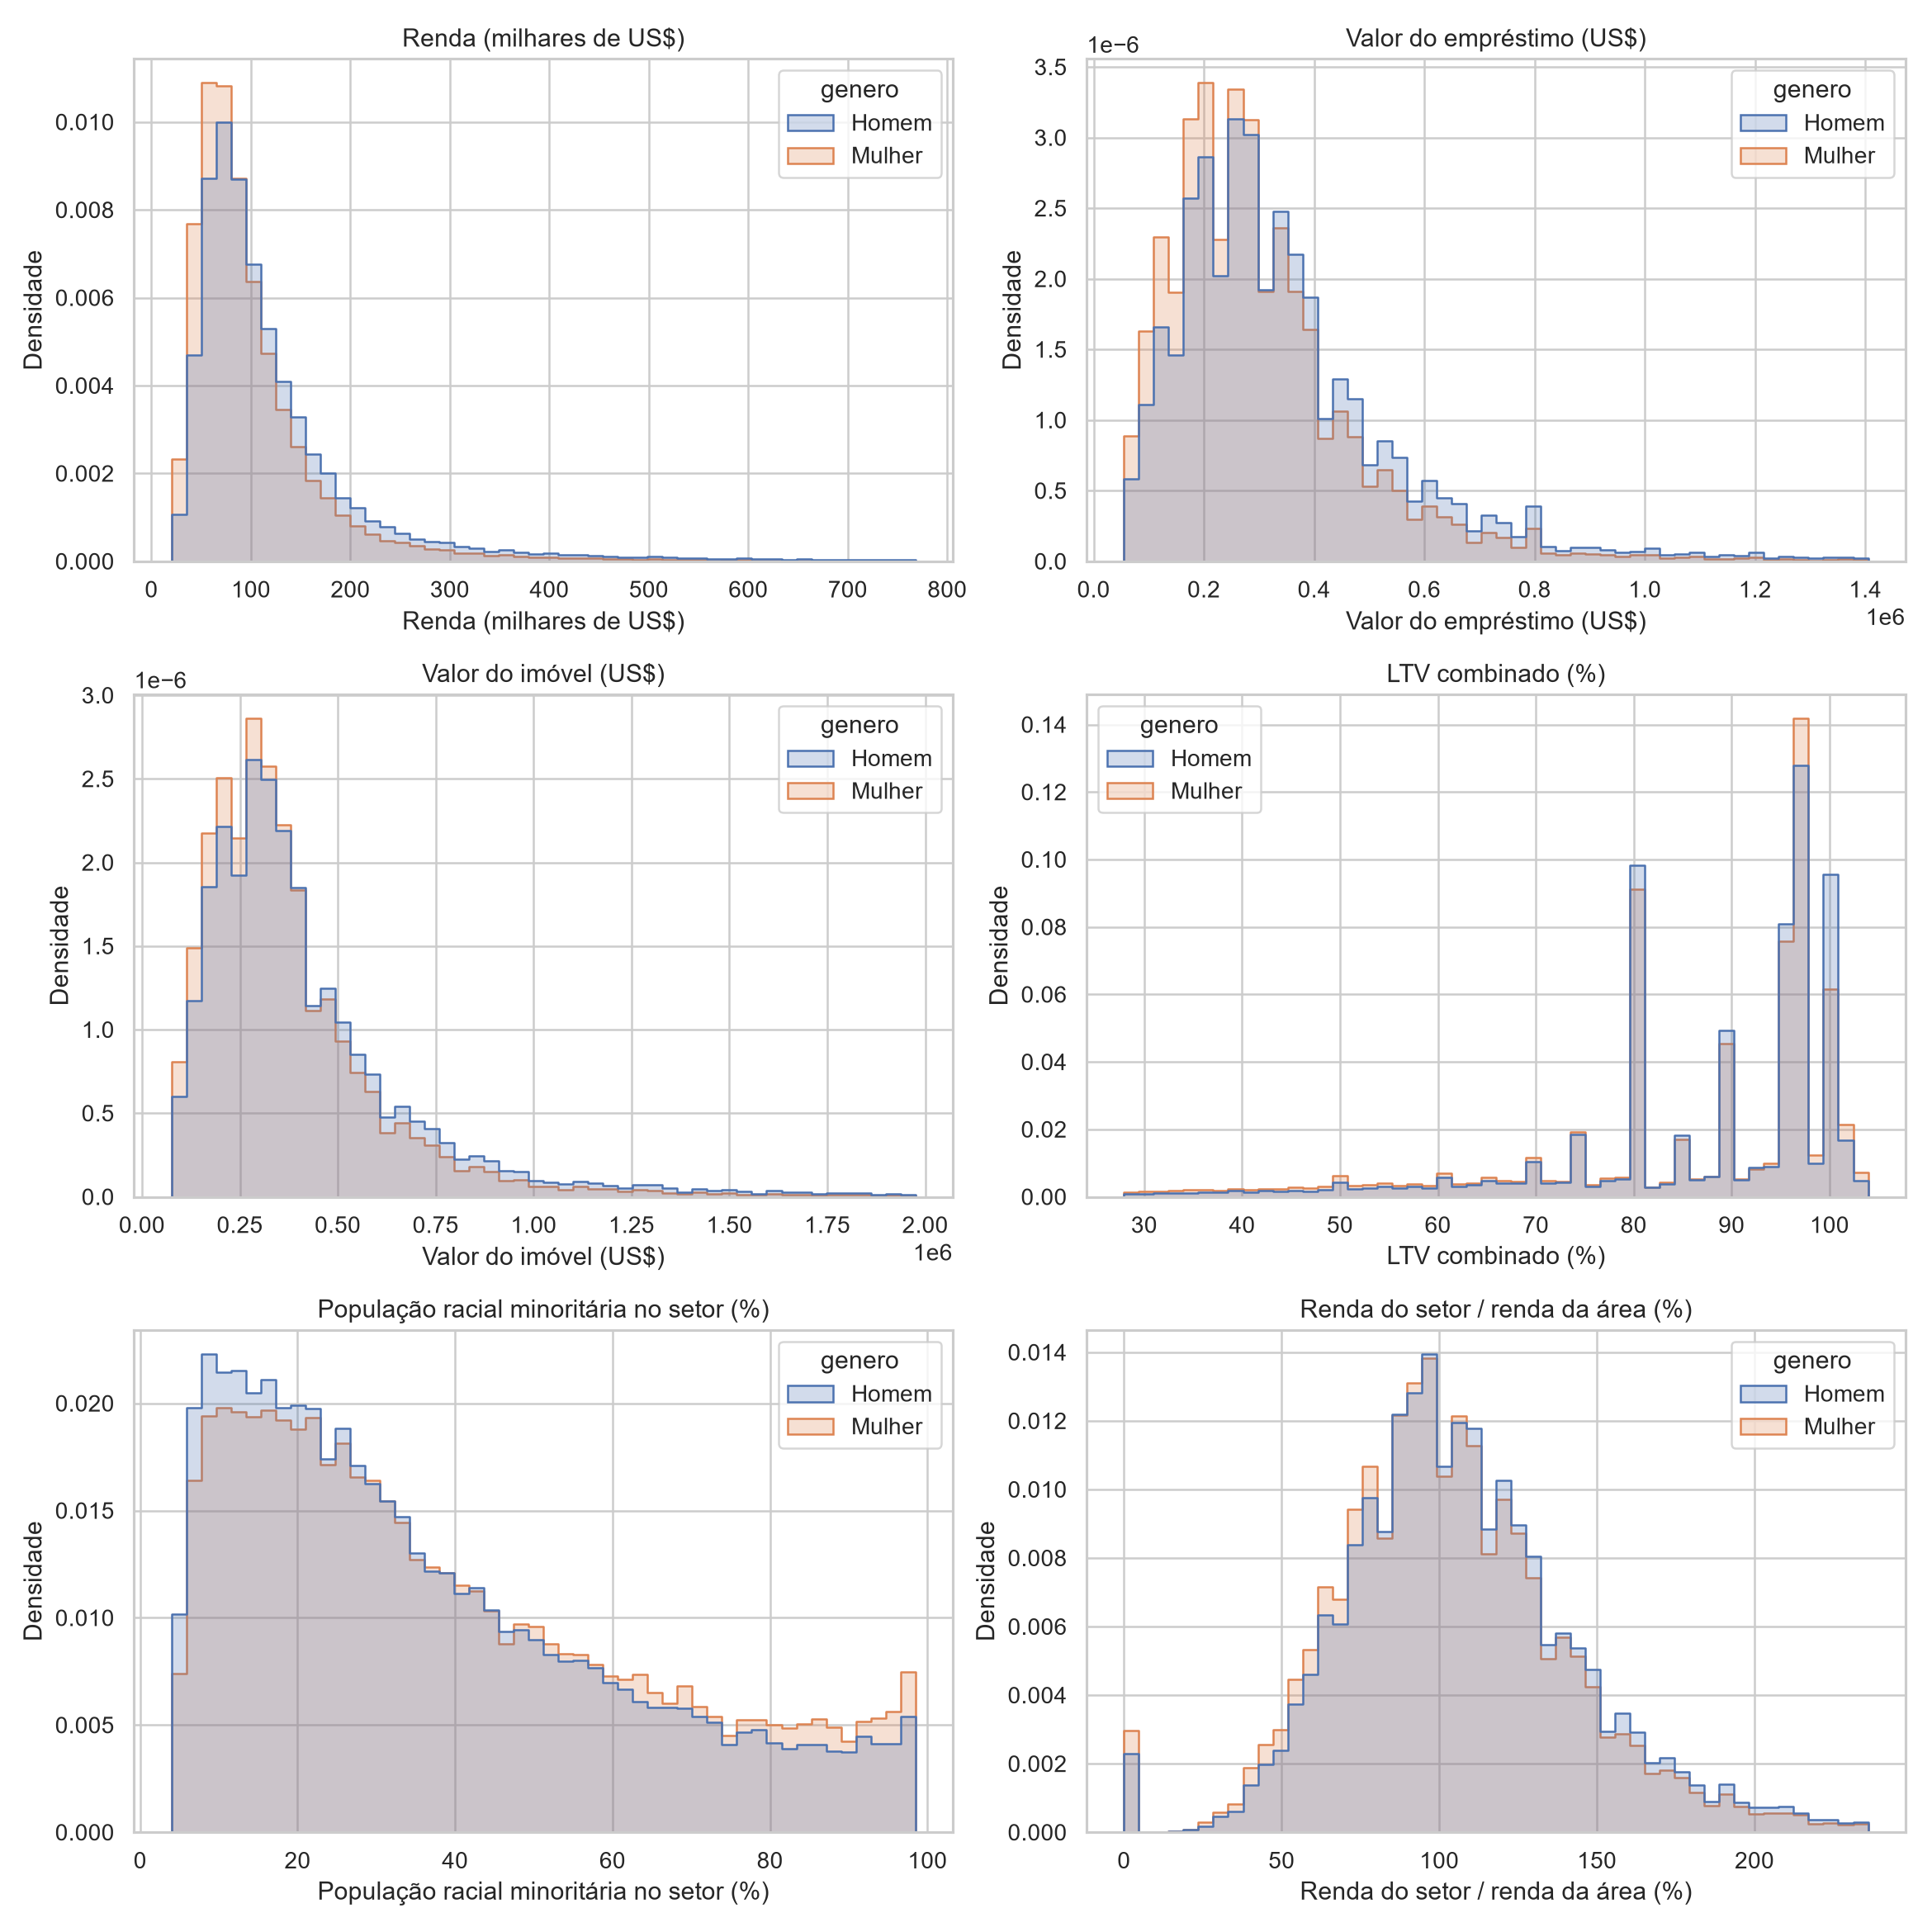 Renda (milhares de US$)
0.010
0.008
0.006
0.004
0.002
0.000
Densidade
genero
Homem
Mulher
0 100 200 300 400 500 600 700 800
Renda (milhares de US$)
Valor do empréstimo (US$)
1e−6
3.5
3.0
2.5
2.0
1.5
1.0
0.5
0.0
Densidade
genero
Homem
Mulher
0.0 0.2 0.4 0.6 0.8 1.0 1.2 1.4
1e6
Valor do empréstimo (US$)
Valor do imóvel (US$)
1e−6
3.0
2.5
2.0
1.5
1.0
0.5
0.0
Densidade
genero
Homem
Mulher
0.00 0.25 0.50 0.75 1.00 1.25 1.50 1.75 2.00
1e6
Valor do imóvel (US$)
LTV combinado (%)
0.14
0.12
0.10
0.08
0.06
0.04
0.02
0.00
Densidade
genero
Homem
Mulher
30 40 50 60 70 80 90 100
LTV combinado (%)
População racial minoritária no setor (%)
0.020
0.015
0.010
0.005
0.000
Densidade
genero
Homem
Mulher
0 20 40 60 80 100
População racial minoritária no setor (%)
Renda do setor / renda da área (%)
0.014
0.012
0.010
0.008
0.006
0.004
0.002
0.000
Densidade
genero
Homem
Mulher
0 50 100 150 200
Renda do setor / renda da área (%)